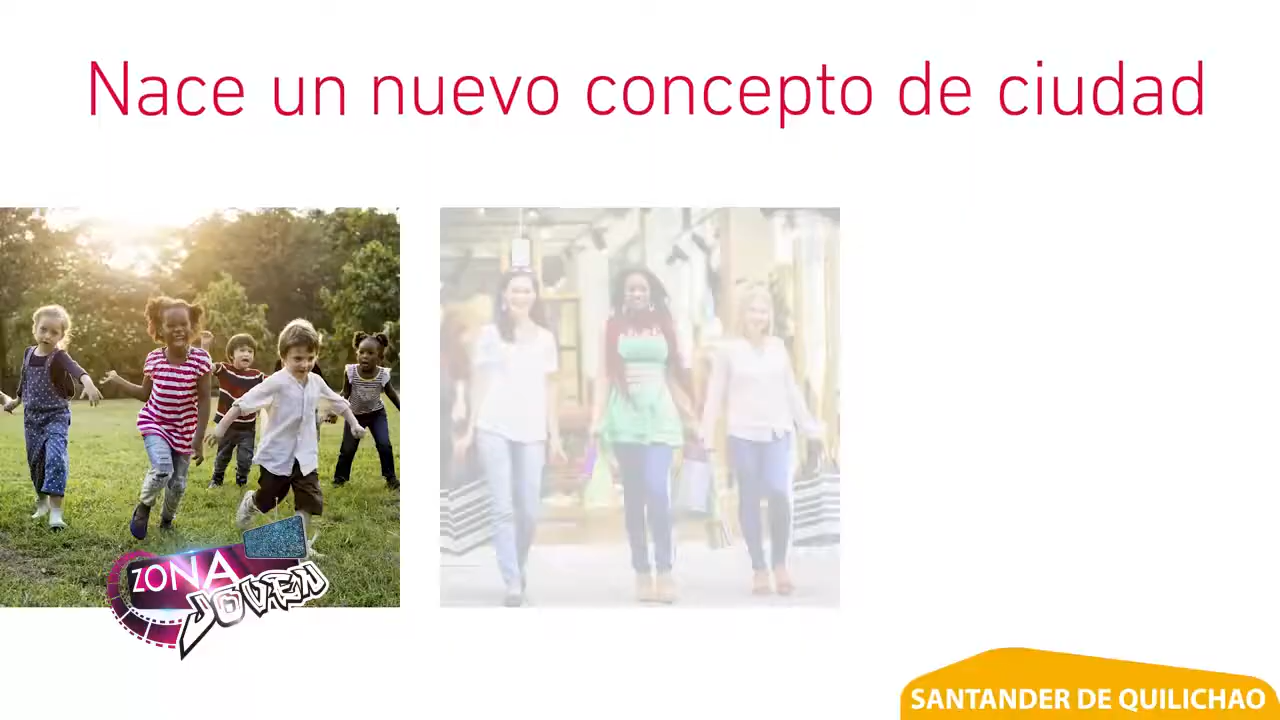 Nace un nuevo concepto de ciudad
ZONA
JOVEN
SANTANDER DE QUILICHAO